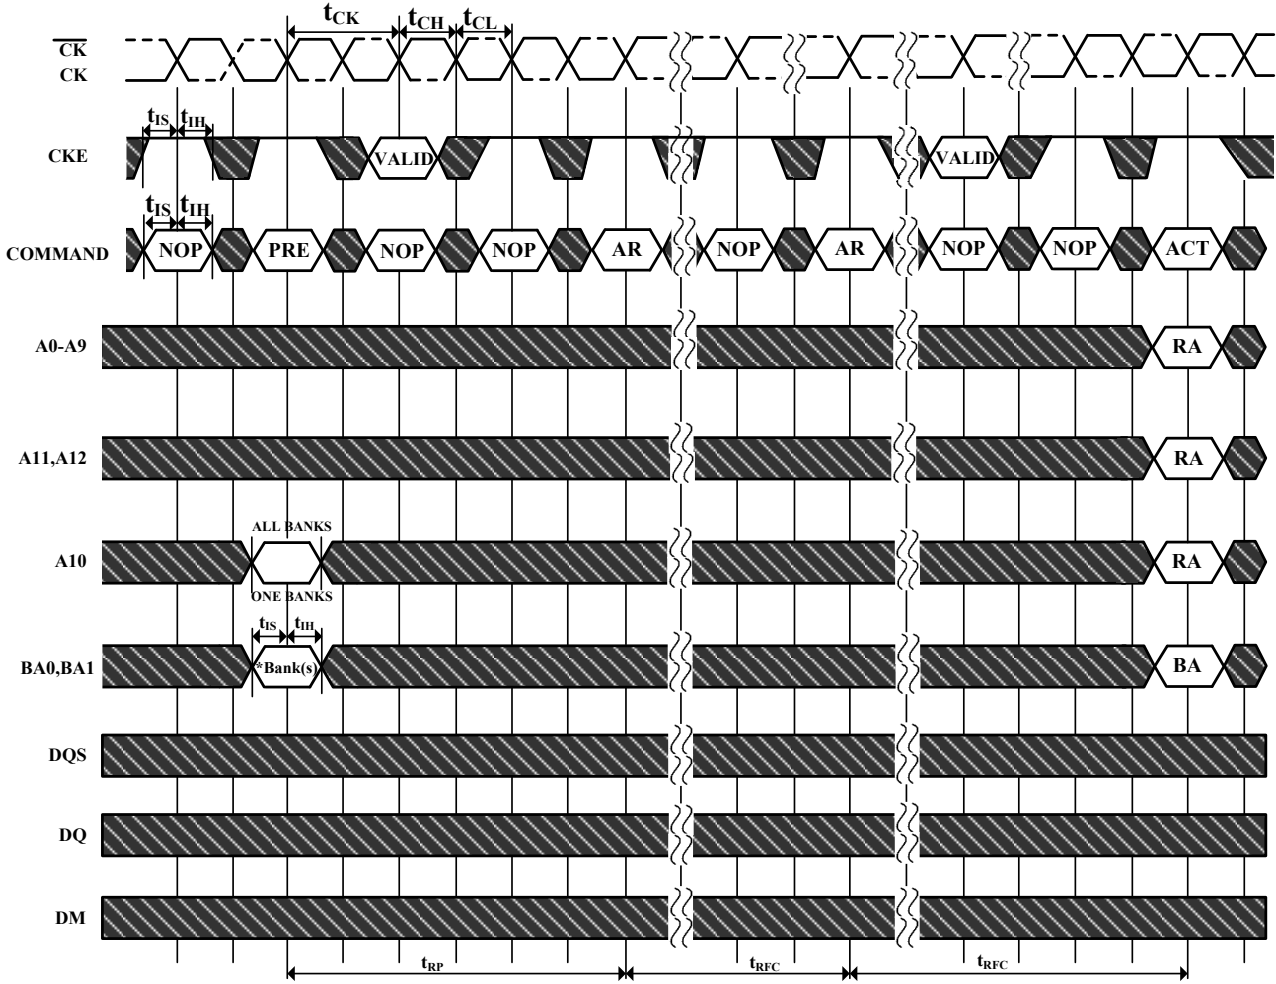 tCK tCH tCL
CK
CK
tIS tIH
CKE VALID VALID
tIS tIH
COMMAND NOP PRE NOP NOP AR NOP AR NOP NOP ACT
A0-A9 RA
A11,A12 RA
ALL BANKS
A10 RA
ONE BANKS
tIS tIH
BA0,BA1 *Bank(s) BA
DQS
DQ
DM
tRP tRFC tRFC